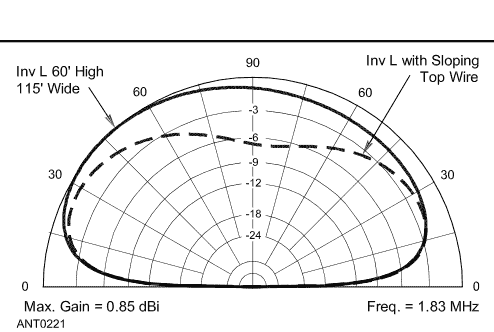 Inv L 60' High
115' Wide
Inv L with Sloping
Top Wire
90
60
60
30
30
-3
-6
-9
-12
-18
-24
0
0
Max. Gain = 0.85 dBi
Freq. = 1.83 MHz
ANT0221